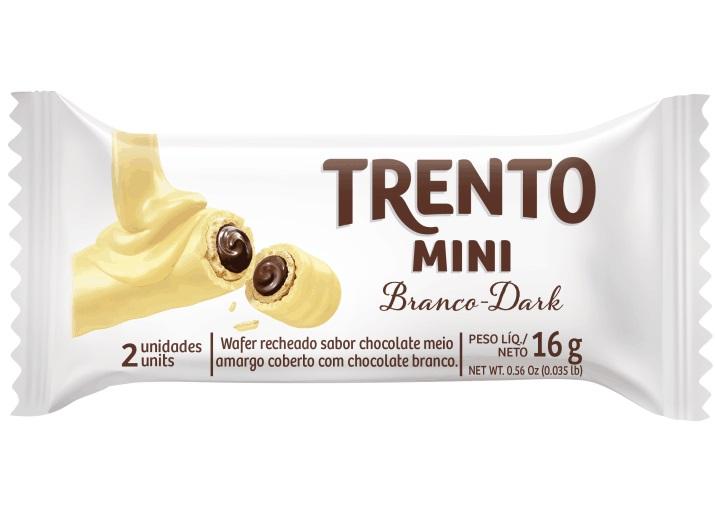 TRENTO
MINI
Branco-Dark
2 unidades
units
Wafer recheado sabor chocolate meio
amargo coberto com chocolate branco.
PESO LÍQ./
NETO 16 g
NET WT. 0.56 Oz (0.035 lb)